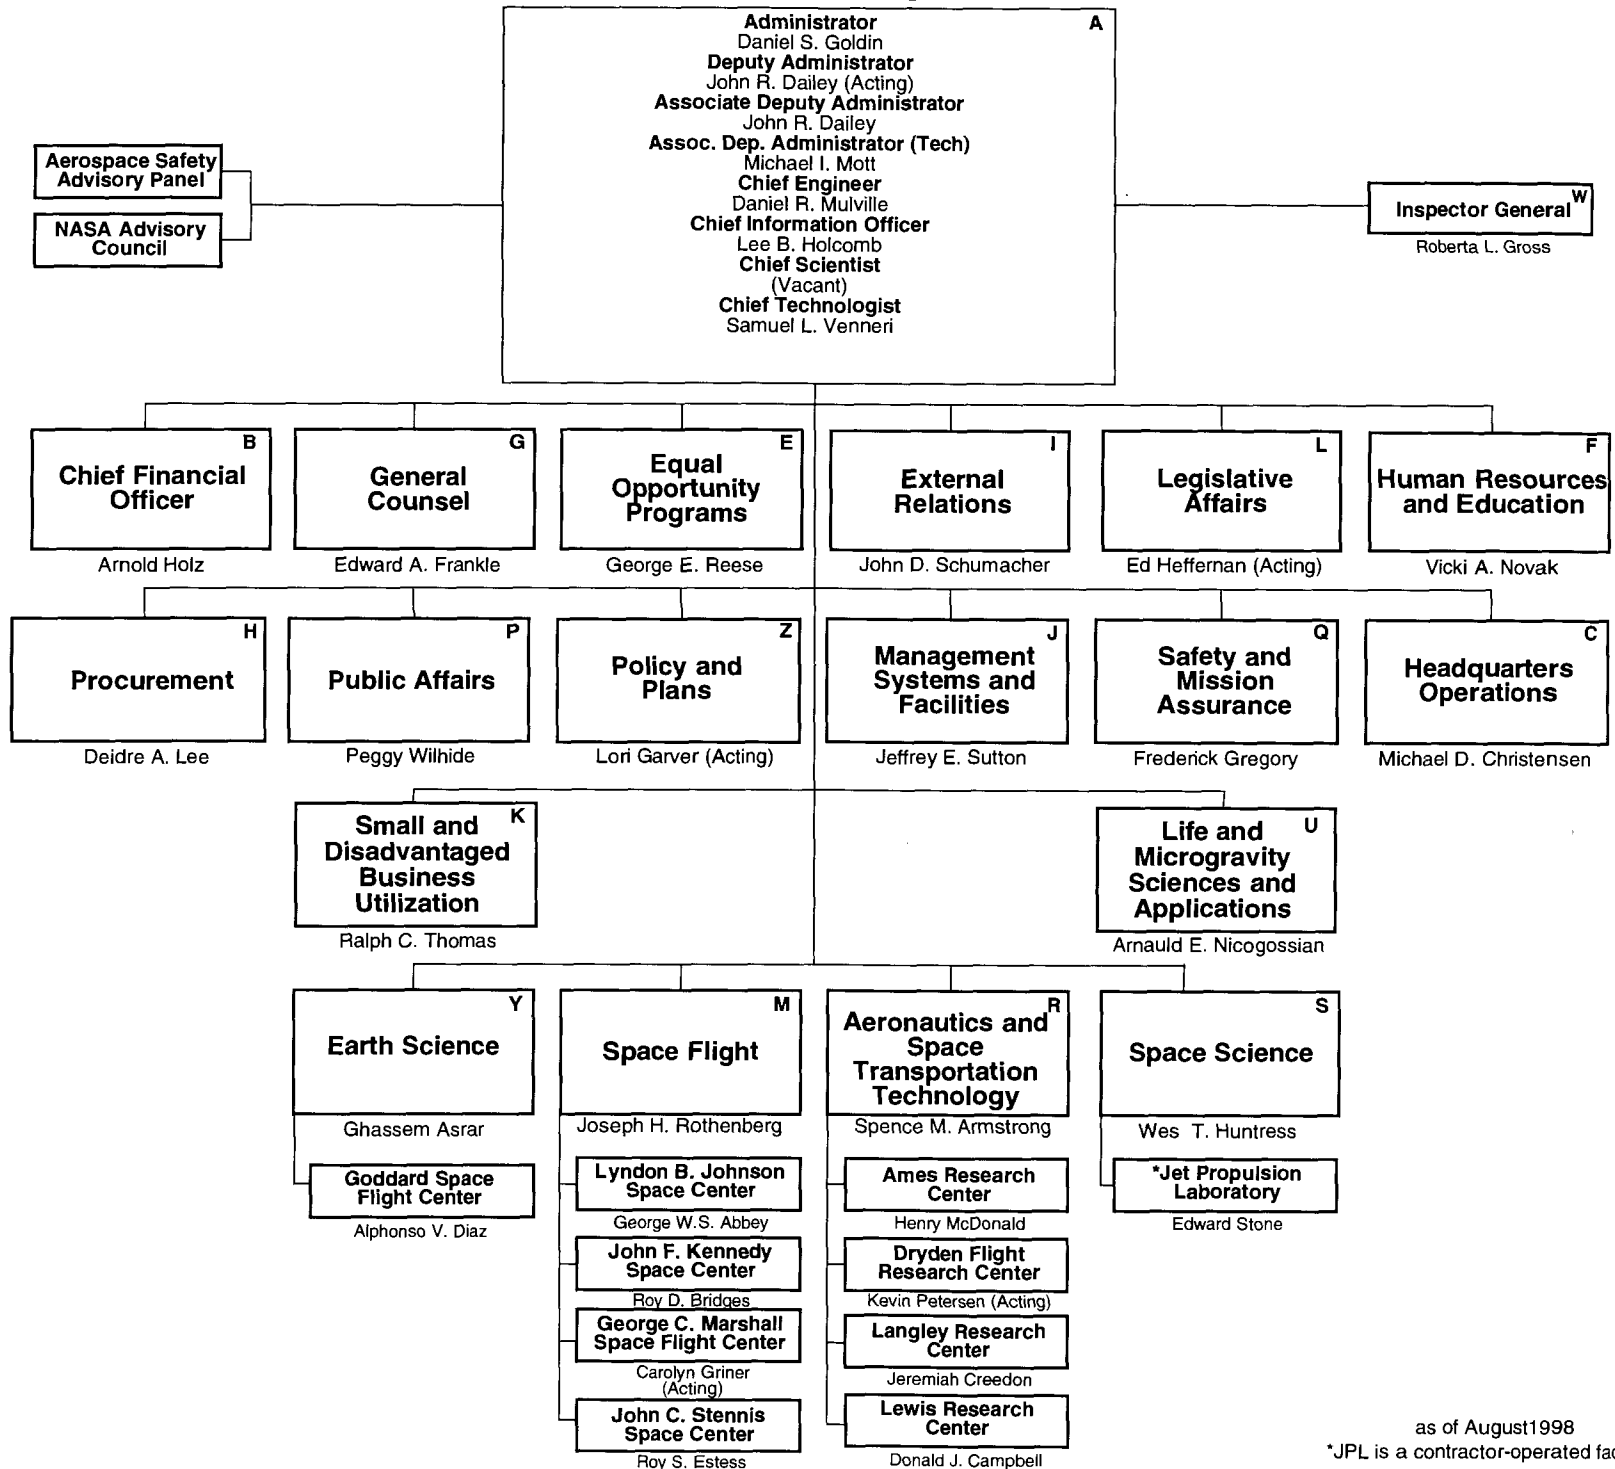 Administrator
A
Daniel S. Goldin
Deputy Administrator
John R. Dailey (Acting)
Associate Deputy Administrator
John R. Dailey
Assoc. Dep. Administrator (Tech)
Michael I. Mott
Chief Engineer
Daniel R. Mulville
Chief Information Officer
Lee B. Holcomb
Chief Scientist
(Vacant)
Chief Technologist
Samuel L. Venneri
Aerospace Safety
Advisory Panel
NASA Advisory
Council
W
Inspector General
Roberta L. Gross
B
Chief Financial
Officer
Arnold Holz
G
General
Counsel
Edward A. Frankle
E
Equal
Opportunity
Programs
George E. Reese
I
External
Relations
John D. Schumacher
L
Legislative
Affairs
Ed Heffernan (Acting)
F
Human Resources
and Education
Vicki A. Novak
H
Procurement
Deidre A. Lee
P
Public Affairs
Peggy Wilhide
Z
Policy and
Plans
Lori Garver (Acting)
J
Management
Systems and
Facilities
Jeffrey E. Sutton
Q
Safety and
Mission
Assurance
Frederick Gregory
C
Headquarters
Operations
Michael D. Christensen
K
Small and
Disadvantaged
Business
Utilization
Ralph C. Thomas
U
Life and
Microgravity
Sciences and
Applications
Arnauld E. Nicogossian
Y
Earth Science
Ghassem Asrar
Goddard Space
Flight Center
Alphonso V. Diaz
M
Space Flight
Joseph H. Rothenberg
Lyndon B. Johnson
Space Center
George W.S. Abbey
John F. Kennedy
Space Center
Roy D. Bridges
George C. Marshall
Space Flight Center
Carolyn Griner
(Acting)
John C. Stennis
Space Center
Roy S. Estess
R
Aeronautics and
Space
Transportation
Technology
Spence M. Armstrong
Ames Research
Center
Henry McDonald
Dryden Flight
Research Center
Kevin Petersen (Acting)
Langley Research
Center
Jeremiah Creedon
Lewis Research
Center
Donald J. Campbell
S
Space Science
Wes T. Huntress
*Jet Propulsion
Laboratory
Edward Stone
as of August1998
*JPL is a contractor-operated fac